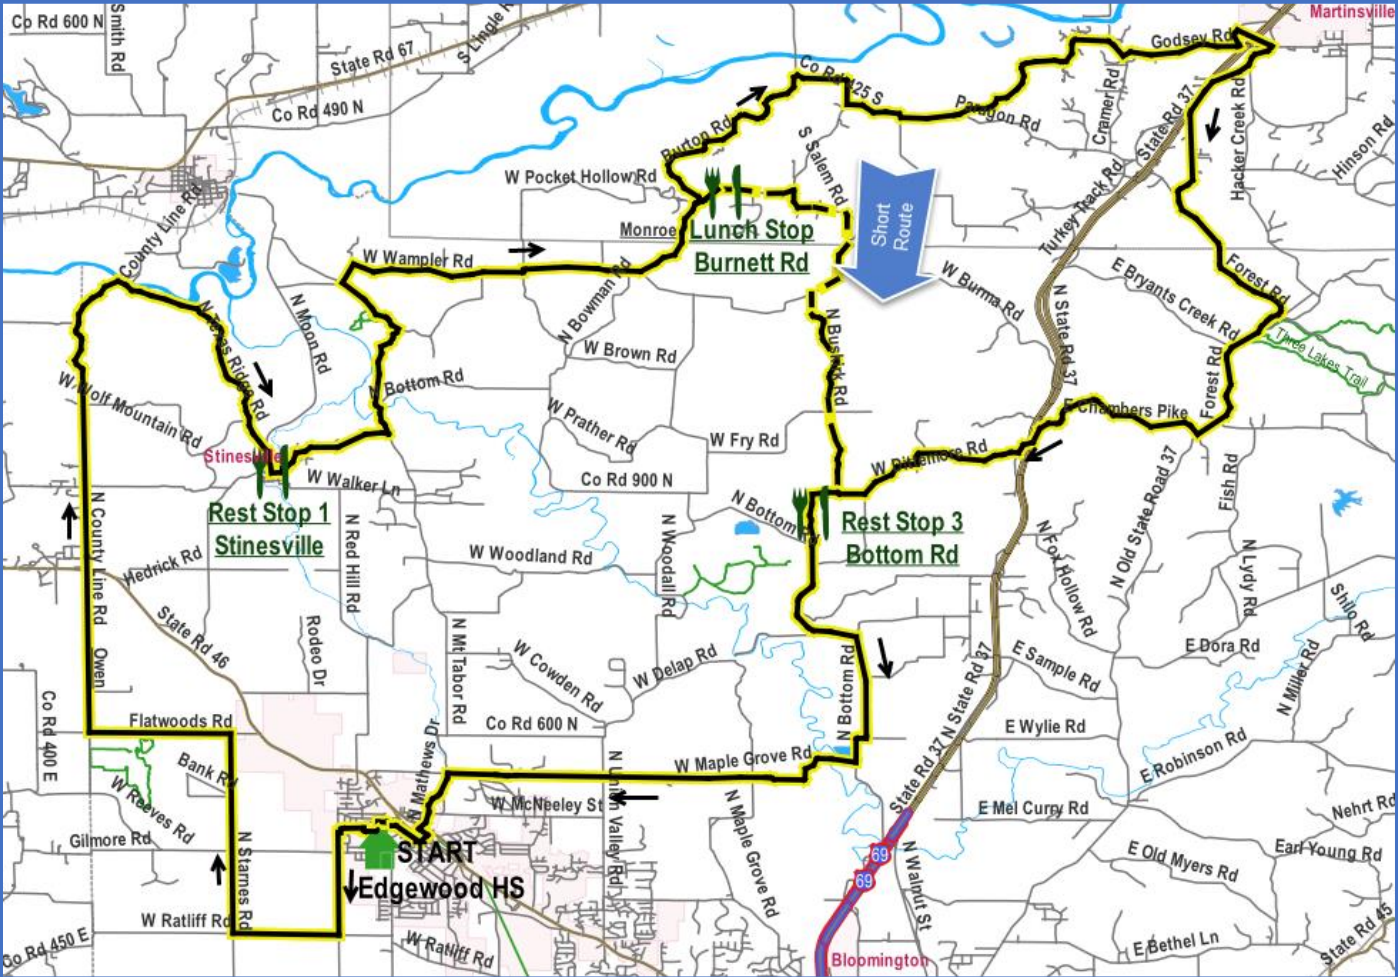 Martinsville
Co Rd 600 N
Smith Rd
S Lingle R
State Rd 67
Godsey Rd
Co Rd 490 N
Co Rd 425 S
Paragon Rd
Cramer Rd
State Rd 37
Hacker Creek Rd
Hinson Rd
Burton Rd
S Salem Rd
Turkey Track Rd
County Line Rd
W Pocket Hollow Rd
Monroe
Lunch Stop
Burnett Rd
Short
Route
W Wampler Rd
N Bowman Rd
W Burma Rd
N State Rd 37
E Bryants Creek Rd
Forest Rd
Three Lakes Trail
N Texas Ridge Rd
N Moon Rd
W Brown Rd
N Buskirk Rd
Forest Rd
W Wolf Mountain Rd
Bottom Rd
W Prather Rd
W Fry Rd
E Chambers Pike
Stinesville
W Walker Ln
Co Rd 900 N
W Dittemore Rd
Rest Stop 1
Stinesville
N Bottom Rd
Rest Stop 3
Bottom Rd
N County Line Rd
Hedrick Rd
N Red Hill Rd
W Woodland Rd
N Woodall Rd
N Fox Hollow Rd
N Old State Road 37
Fish Rd
N Lydy Rd
Shilo Rd
State Rd 46
Rodeo Dr
N Mt Tabor Rd
W Cowden Rd
W Delap Rd
N Bottom Rd
N State Rd 37
E Sample Rd
E Dora Rd
N Miller Rd
Owen
Co Rd 400 E
Flatwoods Rd
Co Rd 600 N
E Wylie Rd
E Robinson Rd
Bank Rd
W Reeves Rd
N Mathews Dr
W Maple Grove Rd
State Rd 37
W McNeeley St
N Union Valley Rd
N Maple Grove Rd
E Mel Curry Rd
Nehrt Rd
Gilmore Rd
N Starnes Rd
START
Edgewood HS
69
69
N Walnut St
E Old Myers Rd
Earl Young Rd
W Ratliff Rd
W Ratliff Rd
Co Rd 450 E
Bloomington
E Bethel Ln
State Rd 45